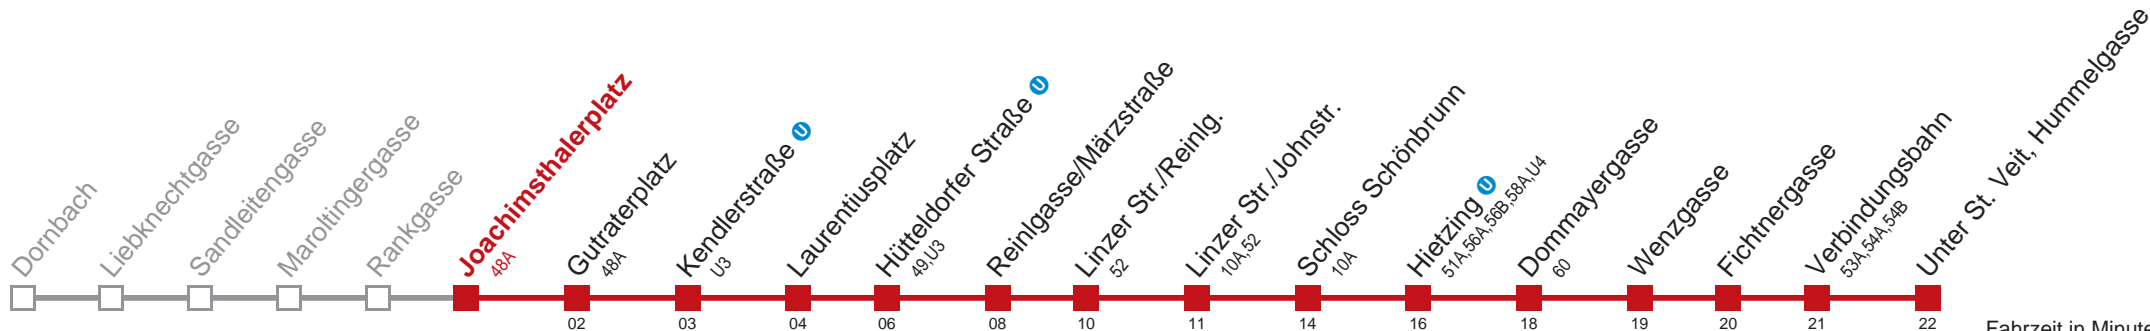 Dornbach
Liebknechtgasse
Sandleitengasse
Maroltingergasse
Rankgasse
Joachimsthalerplatz
48A
Gutraterplatz
48A
Kendlerstraße U
U3
Laurentiusplatz
Hütteldorfer Straße U
49,U3
Reinlgasse/Märzstraße
Linzer Str./Reinlg.
52
Linzer Str./Johnstr.
10A,52
Schloss Schönbrunn
10A
Hietzing U
51A,56A,56B,58A,U4
Dommayergasse
60
Wenzgasse
Fichtnergasse
Verbindungsbahn
53A,54A,54B
Unter St. Veit, Hummelgasse
02 03 04 06 08 10 11 14 16 18 19 20 21 22
Fahrzeit in Minute